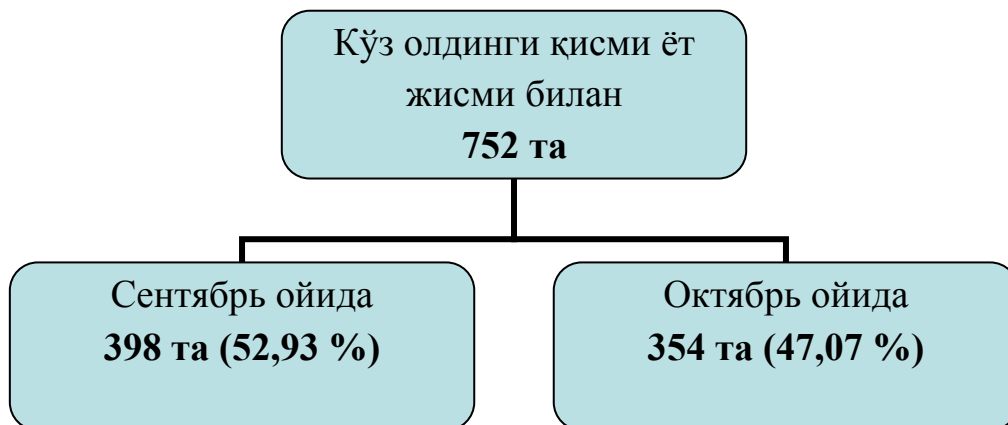 Кўз олдинги қисми ёт
жисми билан
752 та
Сентябрь ойида
398 та (52,93 %)
Октябрь ойида
354 та (47,07 %)